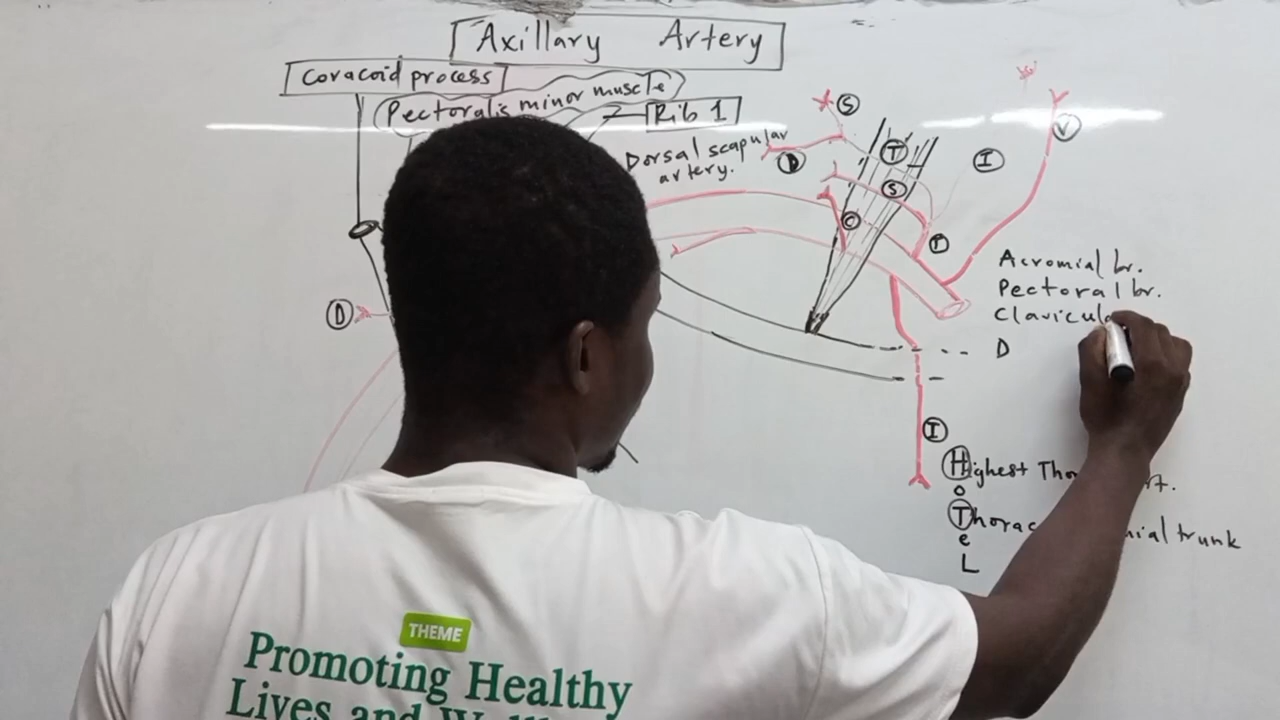 Axillary Artery
Coracoid process
Pectoralis minor muscle
Rib 1
Dorsal scapular
artery.
S
D
T
S
C
I
V
P
D
Acromial br.
Pectoral br.
Clavicul
D
I
Highest Tho
o
Thorac
mial trunk
e
L
THEME
Promoting Healthy
Lives and